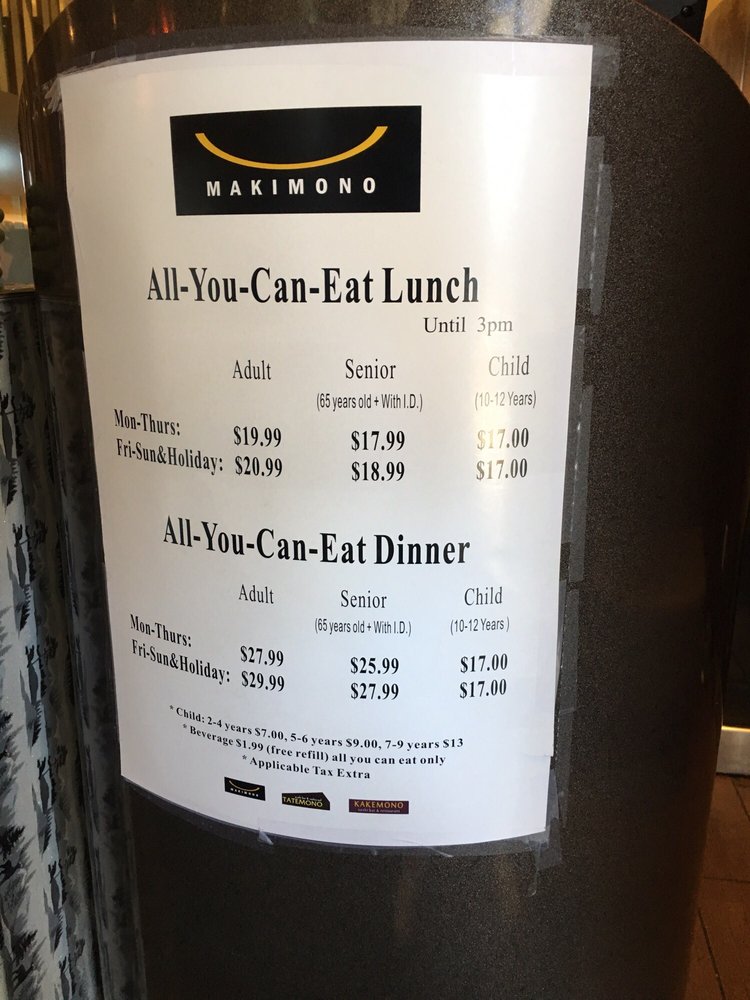 MAKIMONO
All-You-Can-Eat Lunch
Until 3pm
Adult Senior Child
(65 years old + With I.D.) (10-12 Years)
Mon-Thurs: $19.99 $17.99 $17.00
Fri-Sun&Holiday: $20.99 $18.99 $17.00
All-You-Can-Eat Dinner
Adult Senior Child
(65 years old + With I.D.) (10-12 Years)
Mon-Thurs: $27.99 $25.99 $17.00
Fri-Sun&Holiday: $29.99 $27.99 $17.00
* Child: 2-4 years $7.00, 5-6 years $9.00, 7-9 years $13
* Beverage $1.99 (free refill) all you can eat only
* Applicable Tax Extra
MAKIMONO TATEMONO KAKEMONO